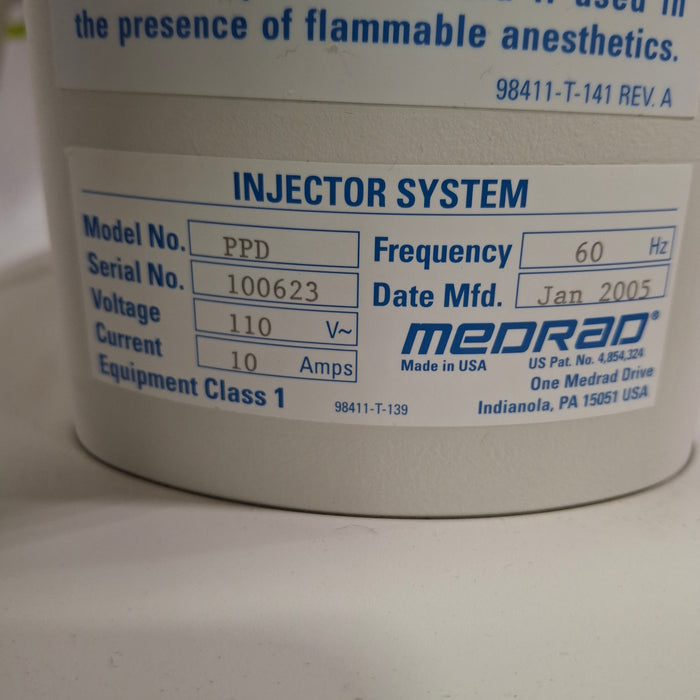 used in
the presence of flammable anesthetics.
98411-T-141 REV. A
INJECTOR SYSTEM
Model No. PPD
Serial No. 100623
Voltage 110 V~
Current 10 Amps
Equipment Class 1
98411-T-139
Frequency 60 Hz
Date Mfd. Jan 2005
MEDRAD®
Made in USA
US Pat. No. 4,854,324
One Medrad Drive
Indianola, PA 15051 USA